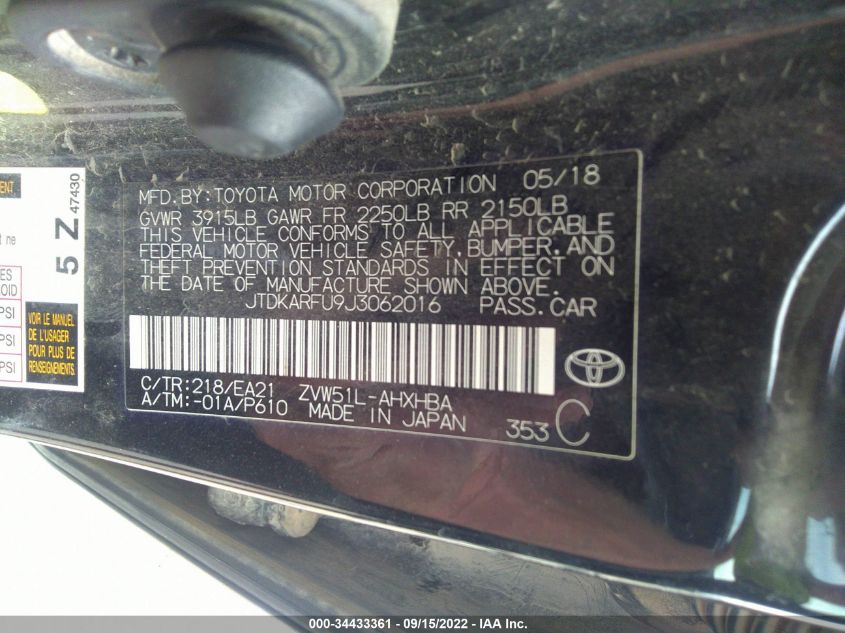 MFD.BY:TOYOTA MOTOR CORPORATION 05/18
GVWR 3915LB GAWR FR 2250LB RR 2150LB
THIS VEHICLE CONFORMS TO ALL APPLICABLE
FEDERAL MOTOR VEHICLE SAFETY, BUMPER, AND
THEFT PREVENTION STANDARDS IN EFFECT ON
THE DATE OF MANUFACTURE SHOWN ABOVE.
JTDKARFU9J3062016 PASS.CAR
C/TR:218/EA21 ZVW51L-AHXHBA
A/TM:-01A/P610 MADE IN JAPAN 353 C
5 Z 47430
ne
PSI
PSI
PSI
VOIR LE MANUEL
DE L'USAGER
POUR PLUS DE
RENSEIGNEMENTS
000-34433361 - 09/15/2022 - IAA Inc.